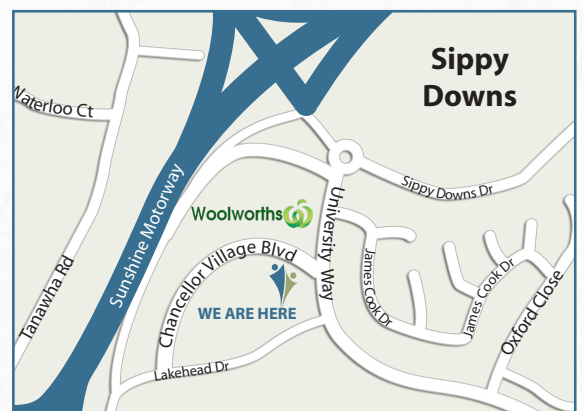 Sippy
Downs
Waterloo Ct
Sunshine Motorway
Tanawha Rd
Sippy Downs Dr
Woolworths
University Way
Chancellor Village Blvd
James Cook Dr
James Cook Dr
Oxford Close
WE ARE HERE
Lakehead Dr